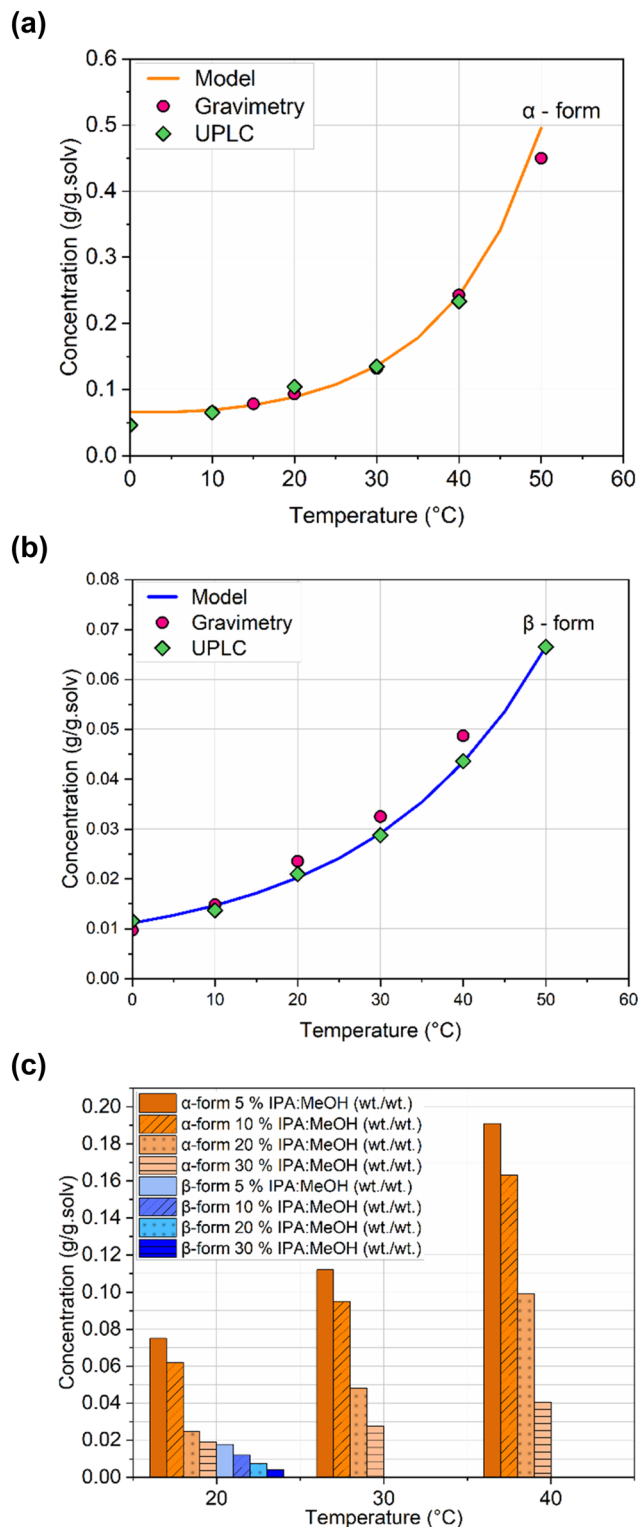 (a)
0.6
0.5
0.4
0.3
0.2
0.1
0.0
Concentration (g/g.solv)
Model
Gravimetry
UPLC
α - form
0 10 20 30 40 50 60
Temperature (°C)
(b)
0.08
0.07
0.06
0.05
0.04
0.03
0.02
0.01
0.00
Concentration (g/g.solv)
Model
Gravimetry
UPLC
β - form
0 10 20 30 40 50 60
Temperature (°C)
(c)
0.20
0.18
0.16
0.14
0.12
0.10
0.08
0.06
0.04
0.02
0.00
Concentration (g/g.solv)
α-form 5 % IPA:MeOH (wt./wt.)
α-form 10 % IPA:MeOH (wt./wt.)
α-form 20 % IPA:MeOH (wt./wt.)
α-form 30 % IPA:MeOH (wt./wt.)
β-form 5 % IPA:MeOH (wt./wt.)
β-form 10 % IPA:MeOH (wt./wt.)
β-form 20 % IPA:MeOH (wt./wt.)
β-form 30 % IPA:MeOH (wt./wt.)
20 30 40
Temperature (°C)